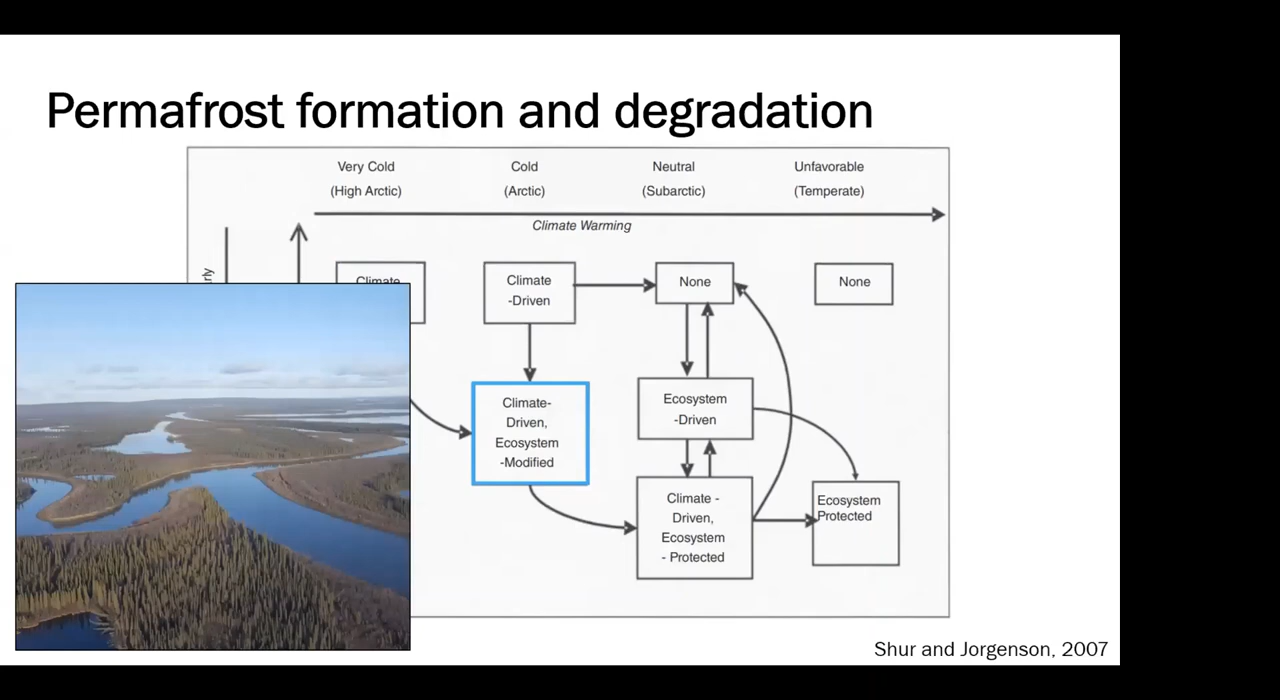 Permafrost formation and degradation
Very Cold
(High Arctic)
Cold
(Arctic)
Neutral
(Subarctic)
Unfavorable
(Temperate)
Climate Warming
Climate
Climate
-Driven
None
None
Climate-
Driven,
Ecosystem
-Modified
Ecosystem
-Driven
Climate -
Driven,
Ecosystem
- Protected
Ecosystem
Protected
Shur and Jorgenson, 2007